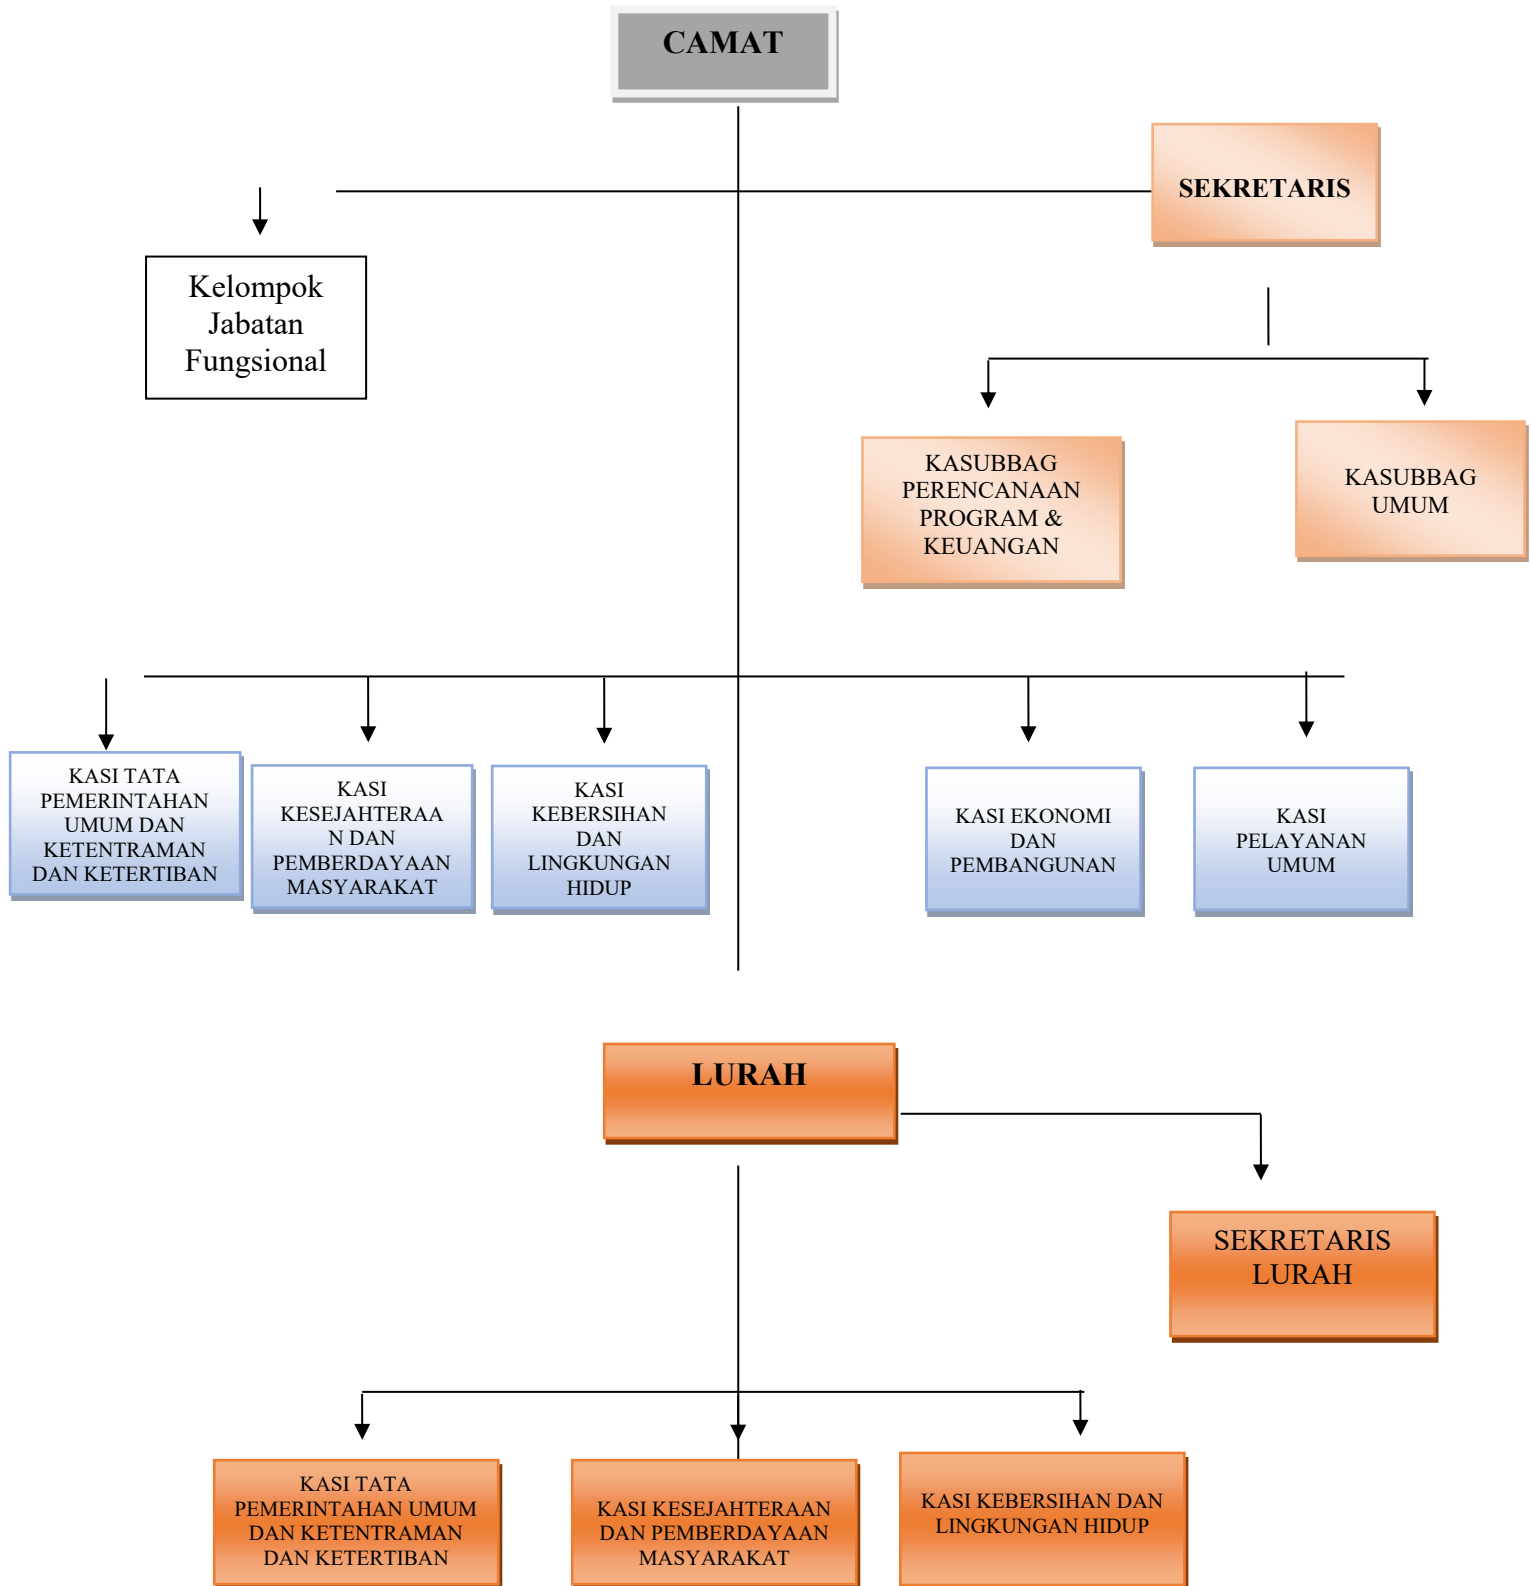 CAMAT
SEKRETARIS
Kelompok
Jabatan
Fungsional
KASUBBAG
PERENCANAAN
PROGRAM &
KEUANGAN
KASUBBAG
UMUM
KASI TATA
PEMERINTAHAN
UMUM DAN
KETENTRAMAN
DAN KETERTIBAN
KASI
KESEJAHTERAA
N DAN
PEMBERDAYAAN
MASYARAKAT
KASI
KEBERSIHAN
DAN
LINGKUNGAN
HIDUP
KASI EKONOMI
DAN
PEMBANGUNAN
KASI
PELAYANAN
UMUM
LURAH
SEKRETARIS
LURAH
KASI TATA
PEMERINTAHAN UMUM
DAN KETENTRAMAN
DAN KETERTIBAN
KASI KESEJAHTERAAN
DAN PEMBERDAYAAN
MASYARAKAT
KASI KEBERSIHAN DAN
LINGKUNGAN HIDUP